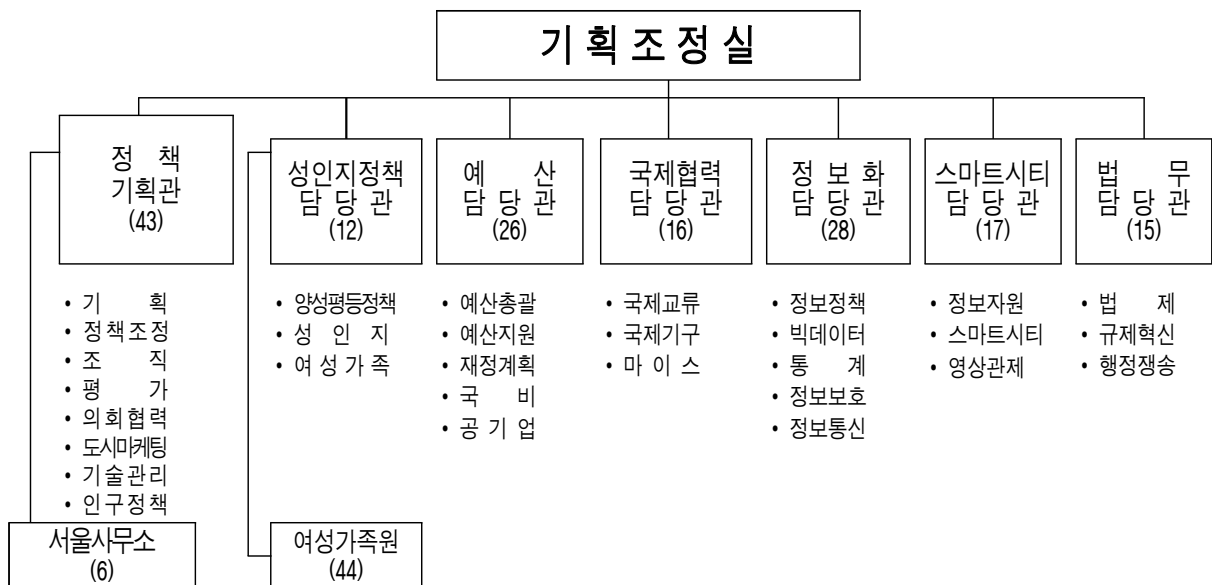 기획조정실
정 책
기획관
(43)
성인지정책
담 당 관
(12)
예 산
담 당 관
(26)
국제협력
담 당 관
(16)
정 보 화
담 당 관
(28)
스마트시티
담 당 관
(17)
법 무
담 당 관
(15)
• 기 획
• 정책조정
• 조 직
• 평 가
• 의회협력
• 도시마케팅
• 기술관리
• 인구정책
• 양성평등정책
• 성 인 지
• 여성가족
• 예산총괄
• 예산지원
• 재정계획
• 국 비
• 공 기 업
• 국제교류
• 국제기구
• 마 이 스
• 정보정책
• 빅데이터
• 통 계
• 정보보호
• 정보통신
• 정보자원
• 스마트시티
• 영상관제
• 법 제
• 규제혁신
• 행정쟁송
서울사무소
(6)
여성가족원
(44)